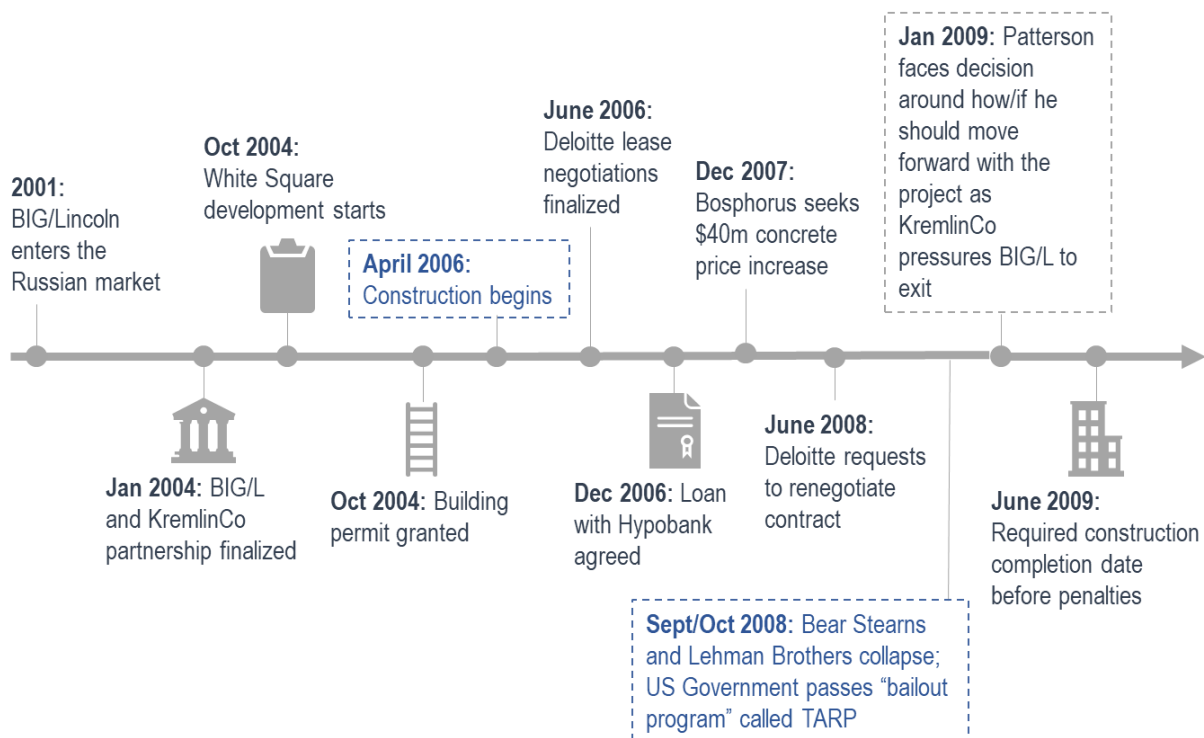 2001:
BIG/Lincoln
enters the
Russian market
Oct 2004:
White Square
development starts
April 2006:
Construction begins
June 2006:
Deloitte lease
negotiations
finalized
Dec 2007:
Bosphorus seeks
$40m concrete
price increase
Jan 2009: Patterson
faces decision
around how/if he
should move
forward with the
project as
KremlinCo
pressures BIG/L to
exit
Jan 2004: BIG/L
and KremlinCo
partnership finalized
Oct 2004: Building
permit granted
Dec 2006: Loan
with Hypobank
agreed
June 2008:
Deloitte requests
to renegotiate
contract
Sept/Oct 2008: Bear Stearns
and Lehman Brothers collapse;
US Government passes “bailout
program” called TARP
June 2009:
Required construction
completion date
before penalties